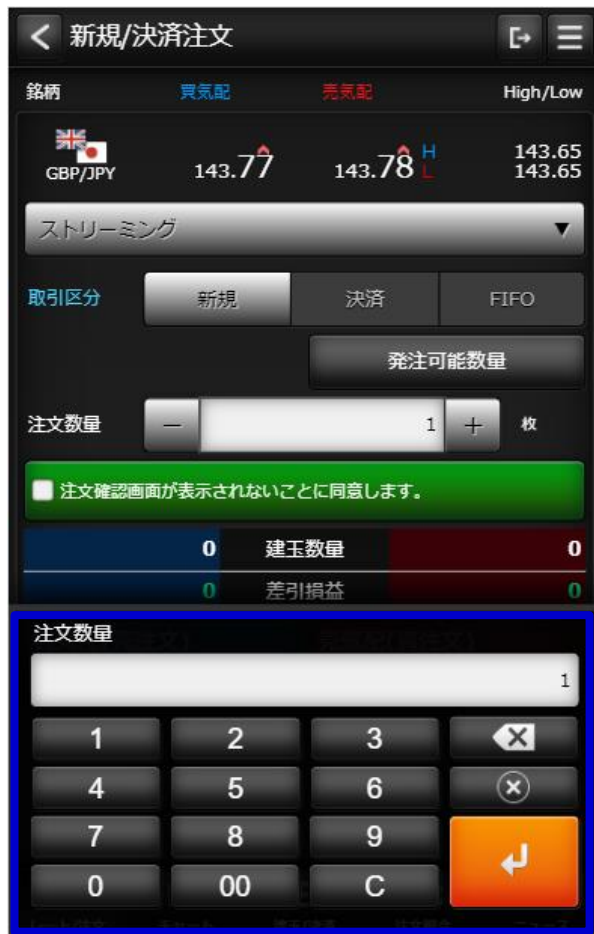 新規/決済注文
銘柄 買気配 売気配 High/Low
GBP/JPY 143.77 143.78 H L 143.65 143.65
ストリーミング
取引区分 新規 決済 FIFO
発注可能数量
注文数量 － 1 ＋ 枚
注文確認画面が表示されないことに同意します。
0 建玉数量 0
0 差引損益 0
注文数量
1
1 2 3
4 5 6
7 8 9
0 00 C